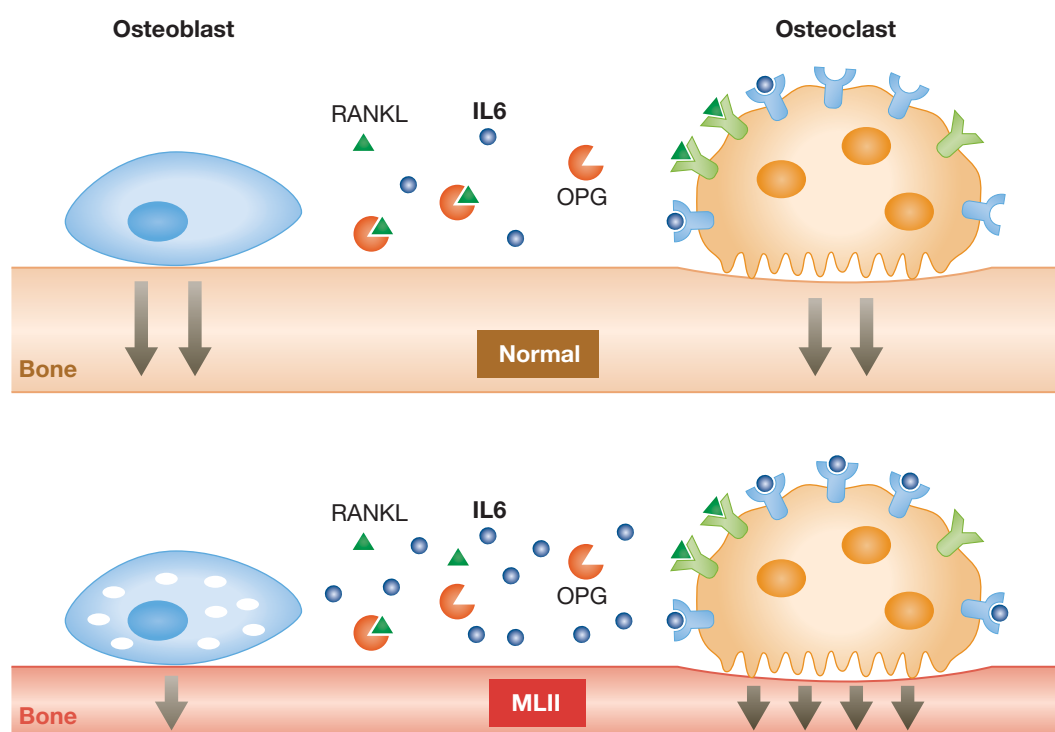 Osteoblast
Osteoclast
RANKL
IL6
OPG
Normal
Bone
RANKL
IL6
OPG
MLII
Bone